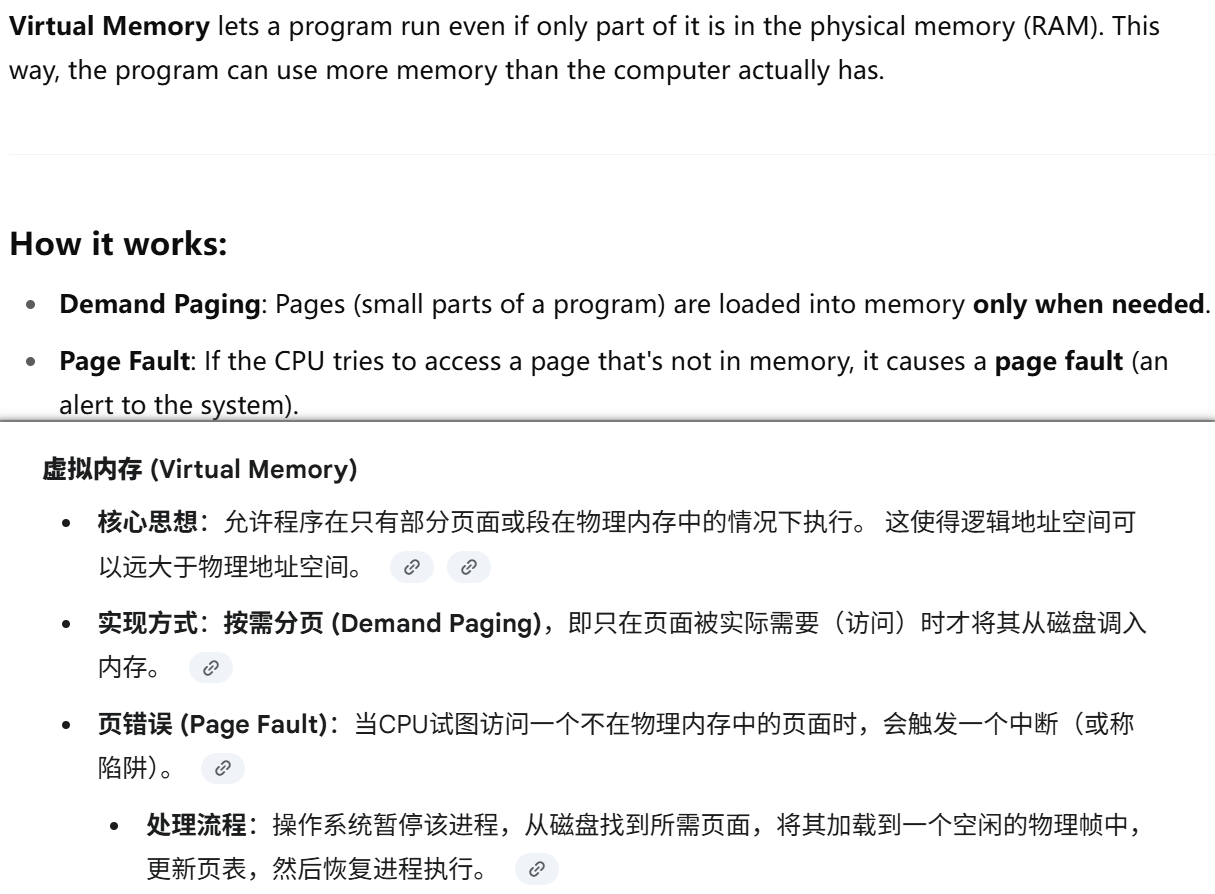 Virtual Memory lets a program run even if only part of it is in the physical memory (RAM). This
way, the program can use more memory than the computer actually has.
How it works:
Demand Paging: Pages (small parts of a program) are loaded into memory only when needed.
Page Fault: If the CPU tries to access a page that's not in memory, it causes a page fault (an
alert to the system).
虚拟内存 (Virtual Memory)
核心思想：允许程序在只有部分页面或段在物理内存中的情况下执行。 这使得逻辑地址空间可
以远大于物理地址空间。
实现方式：按需分页 (Demand Paging)，即只在页面被实际需要（访问）时才将其从磁盘调入
内存。
页错误 (Page Fault)：当CPU试图访问一个不在物理内存中的页面时，会触发一个中断（或称
陷阱）。
处理流程：操作系统暂停该进程，从磁盘找到所需页面，将其加载到一个空闲的物理帧中，
更新页表，然后恢复进程执行。